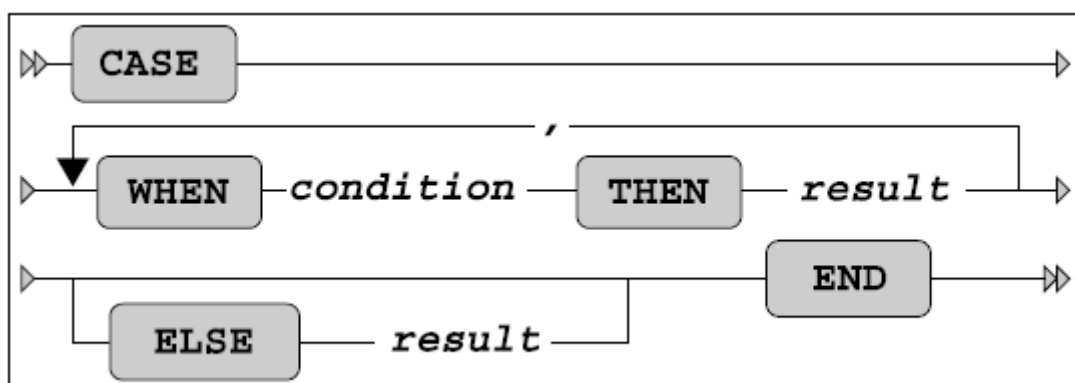 CASE
,
WHEN condition THEN result
END
ELSE result